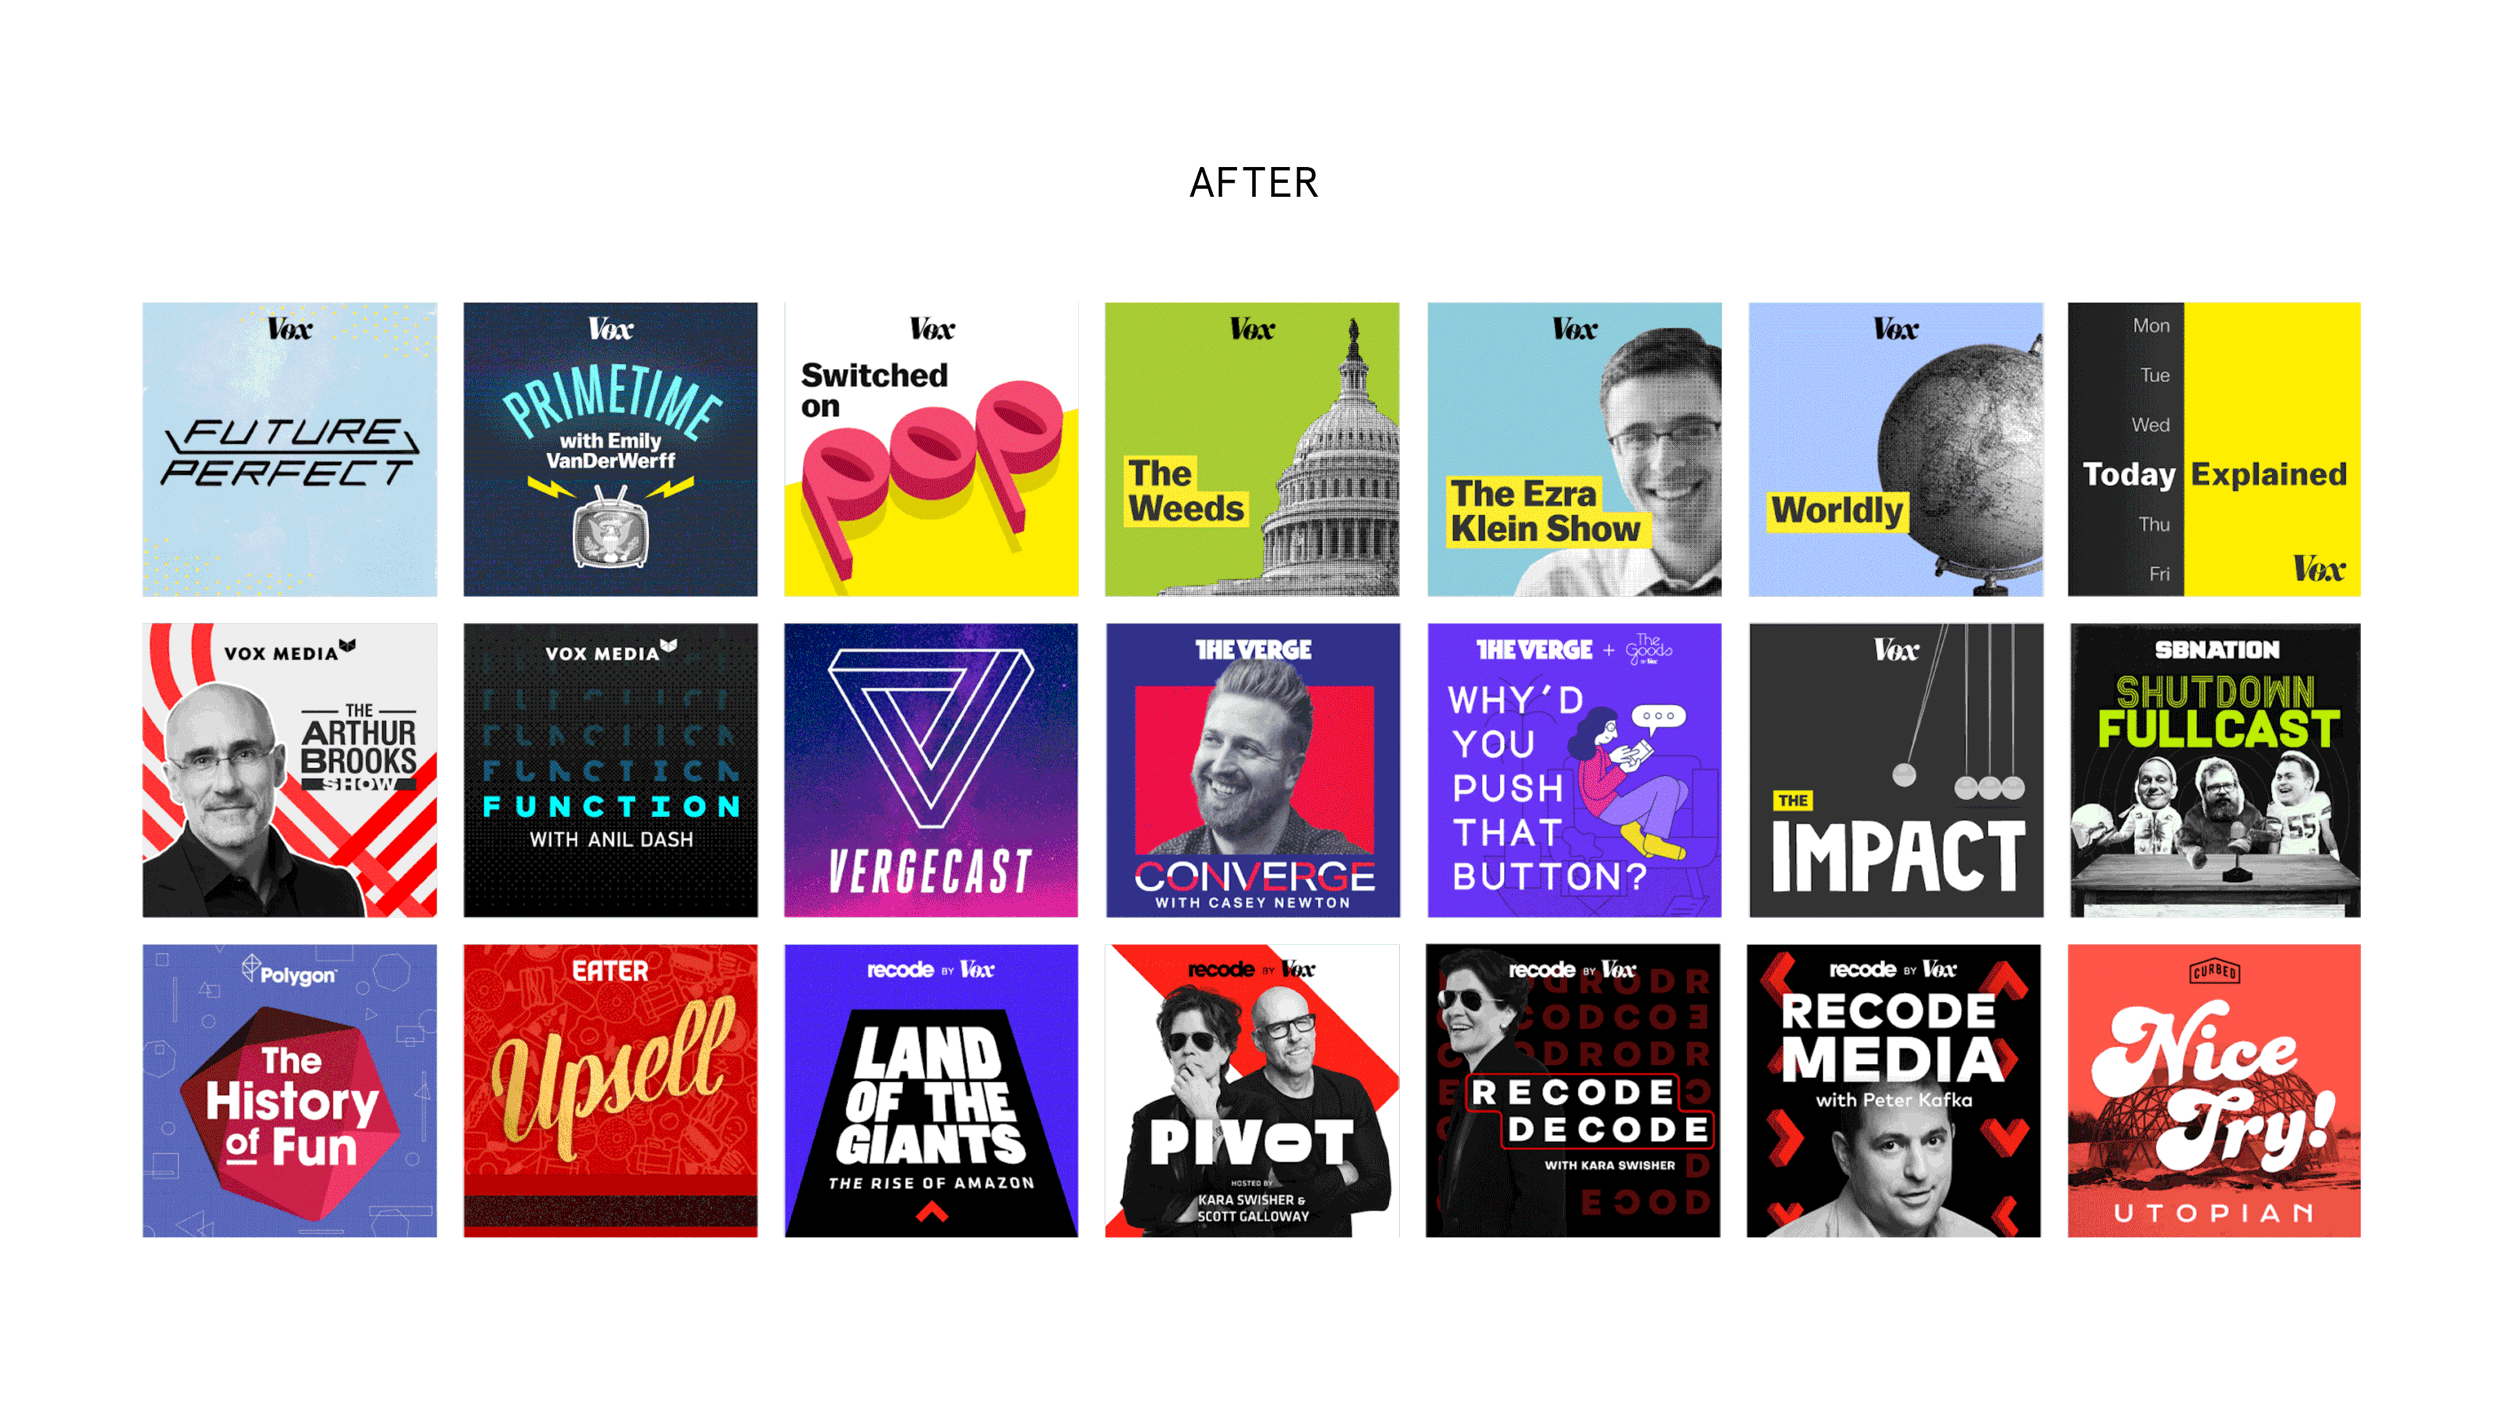 AFTER
Vox
FUTURE
PERFECT
Vox
PRIMETIME
with Emily
VanDerWerff
Vox
Switched
on
pop
Vox
The
Weeds
Vox
The Ezra
Klein Show
Vox
Worldly
Mon
Tue
Wed
Today Explained
Thu
Fri
Vox
VOX MEDIA
THE
ARTHUR
BROOKS
SHOW
VOX MEDIA
FUNCTION
FUNCTION
WITH ANIL DASH
VERGECAST
THE VERGE
CONVERGE
WITH CASEY NEWTON
THE VERGE + The Goods by Vox
WHY'D
YOU
PUSH
THAT
BUTTON?
Vox
THE
IMPACT
SBNATION
SHUTDOWN
FULLCAST
55
Polygon
The
History
of Fun
EATER
Upsell
recode BY Vox
LAND
OF THE
GIANTS
THE RISE OF AMAZON
recode BY Vox
PIVOT
HOSTED BY
KARA SWISHER &
SCOTT GALLOWAY
recode BY Vox
RECODE
DECODE
WITH KARA SWISHER
recode BY Vox
RECODE
MEDIA
with Peter Kafka
CURBED
Nice
Try!
UTOPIAN